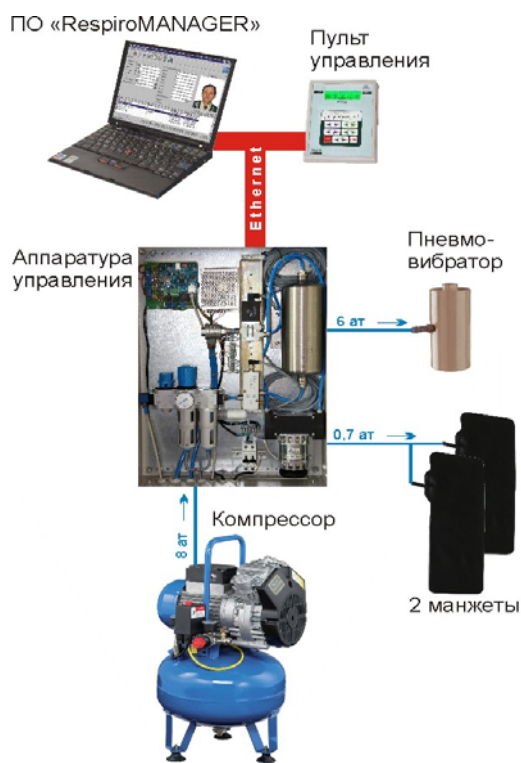 ПО «RespiroMANAGER»
Пульт
управления
Ethernet
Аппаратура
управления
Пневмо-
вибратор
6 ат
0,7 ат
8 ат
Компрессор
2 манжеты